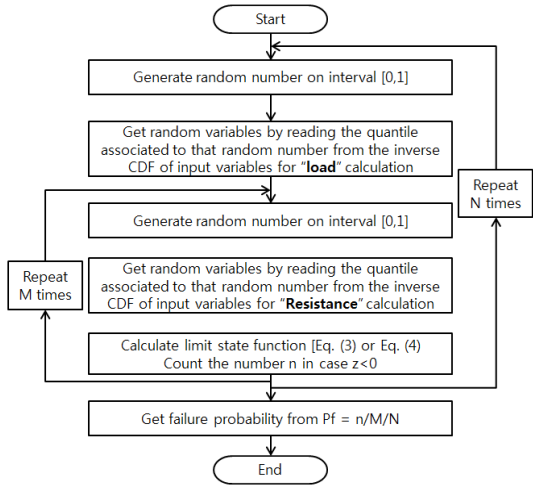 Start
Generate random number on interval [0,1]
Get random variables by reading the quantile
associated to that random number from the inverse
CDF of input variables for “load” calculation
Repeat
N times
Generate random number on interval [0,1]
Repeat
M times
Get random variables by reading the quantile
associated to that random number from the inverse
CDF of input variables for “Resistance” calculation
Calculate limit state function [Eq. (3) or Eq. (4)
Count the number n in case z<0
Get failure probability from Pf = n/M/N
End